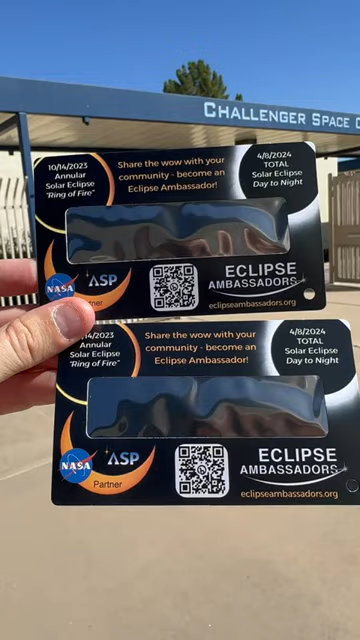 CHALLENGER SPACE
10/14/2023
Annular
Solar Eclipse
"Ring of Fire"
Share the wow with your
community - become an
Eclipse Ambassador!
4/8/2024
TOTAL
Solar Eclipse
Day to Night
NASA
ASP
ECLIPSE
AMBASSADORS
eclipseambassadors.org
Annular
Solar Eclipse
"Ring of Fire"
Share the wow with your
community - become an
Eclipse Ambassador!
4/8/2024
TOTAL
Solar Eclipse
Day to Night
NASA
ASP
Partner
ECLIPSE
AMBASSADORS
eclipseambassadors.org